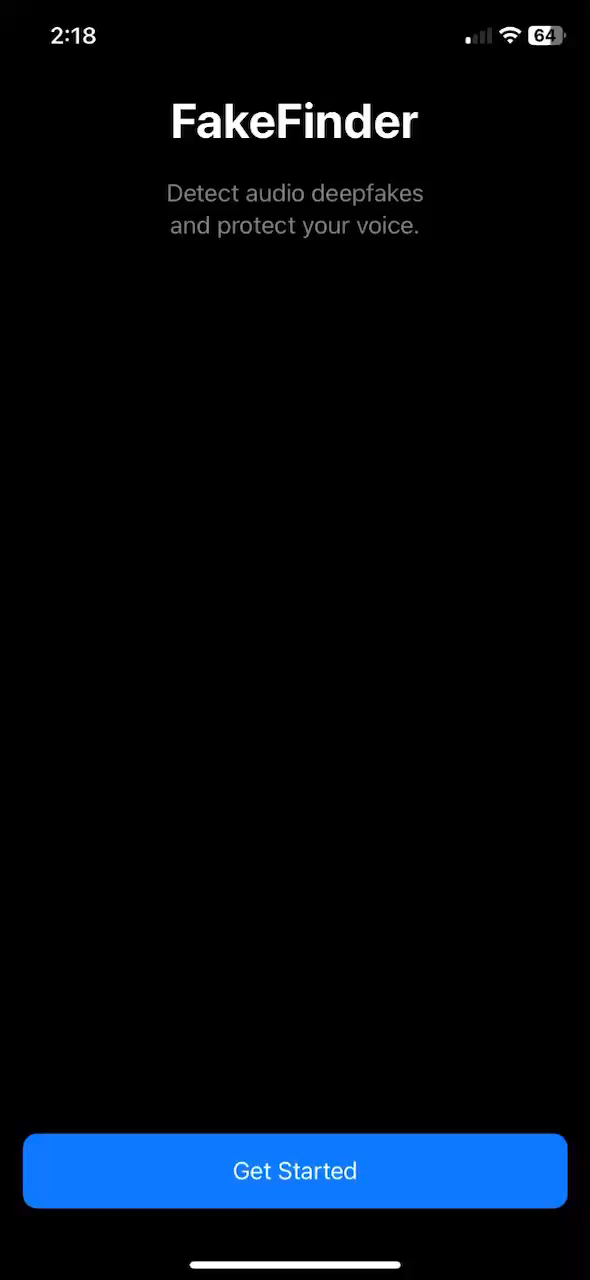 2:18
64
FakeFinder
Detect audio deepfakes
and protect your voice.
Get Started